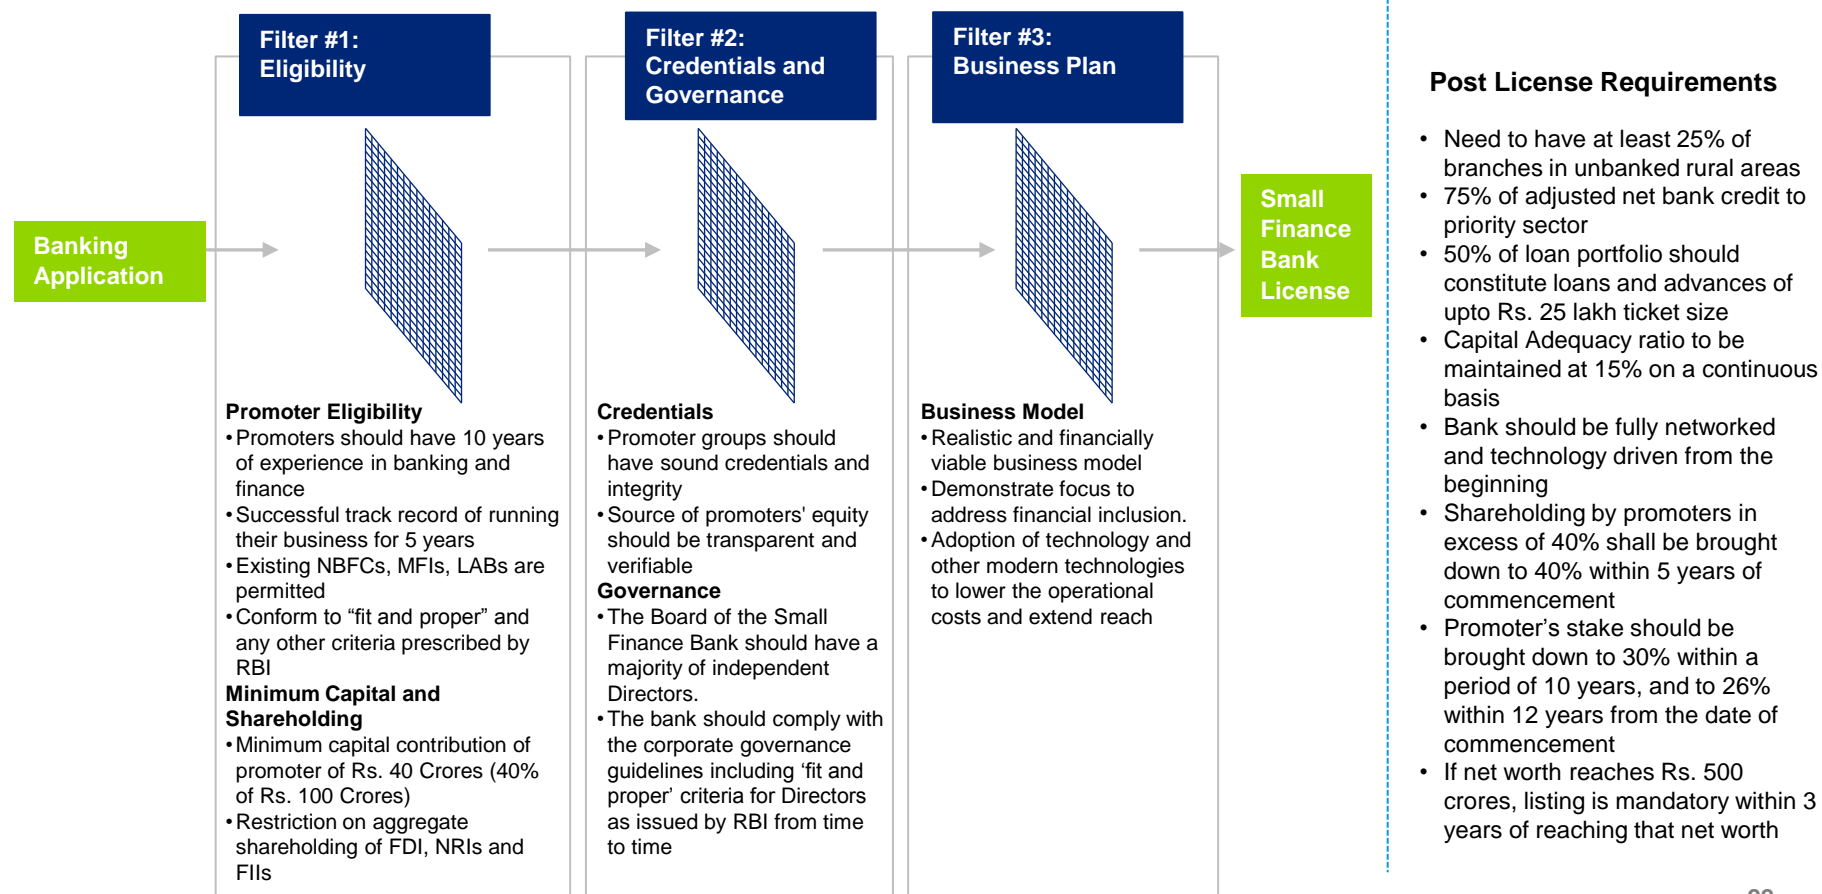 Banking
Application
Filter #1:
Eligibility
Promoter Eligibility
•Promoters should have 10 years
of experience in banking and
finance
•Successful track record of running
their business for 5 years
•Existing NBFCs, MFIs, LABs are
permitted
•Conform to “fit and proper” and
any other criteria prescribed by
RBI
Minimum Capital and
Shareholding
•Minimum capital contribution of
promoter of Rs. 40 Crores (40%
of Rs. 100 Crores)
•Restriction on aggregate
shareholding of FDI, NRIs and
FIIs
Filter #2:
Credentials and
Governance
Credentials
•Promoter groups should
have sound credentials and
integrity
•Source of promoters' equity
should be transparent and
verifiable
Governance
•The Board of the Small
Finance Bank should have a
majority of independent
Directors.
•The bank should comply with
the corporate governance
guidelines including ‘fit and
proper’ criteria for Directors
as issued by RBI from time
to time
Filter #3:
Business Plan
Business Model
•Realistic and financially
viable business model
•Demonstrate focus to
address financial inclusion.
•Adoption of technology and
other modern technologies
to lower the operational
costs and extend reach
Small
Finance
Bank
License
Post License Requirements
• Need to have at least 25% of
branches in unbanked rural areas
• 75% of adjusted net bank credit to
priority sector
• 50% of loan portfolio should
constitute loans and advances of
upto Rs. 25 lakh ticket size
• Capital Adequacy ratio to be
maintained at 15% on a continuous
basis
• Bank should be fully networked
and technology driven from the
beginning
• Shareholding by promoters in
excess of 40% shall be brought
down to 40% within 5 years of
commencement
• Promoter’s stake should be
brought down to 30% within a
period of 10 years, and to 26%
within 12 years from the date of
commencement
• If net worth reaches Rs. 500
crores, listing is mandatory within 3
years of reaching that net worth